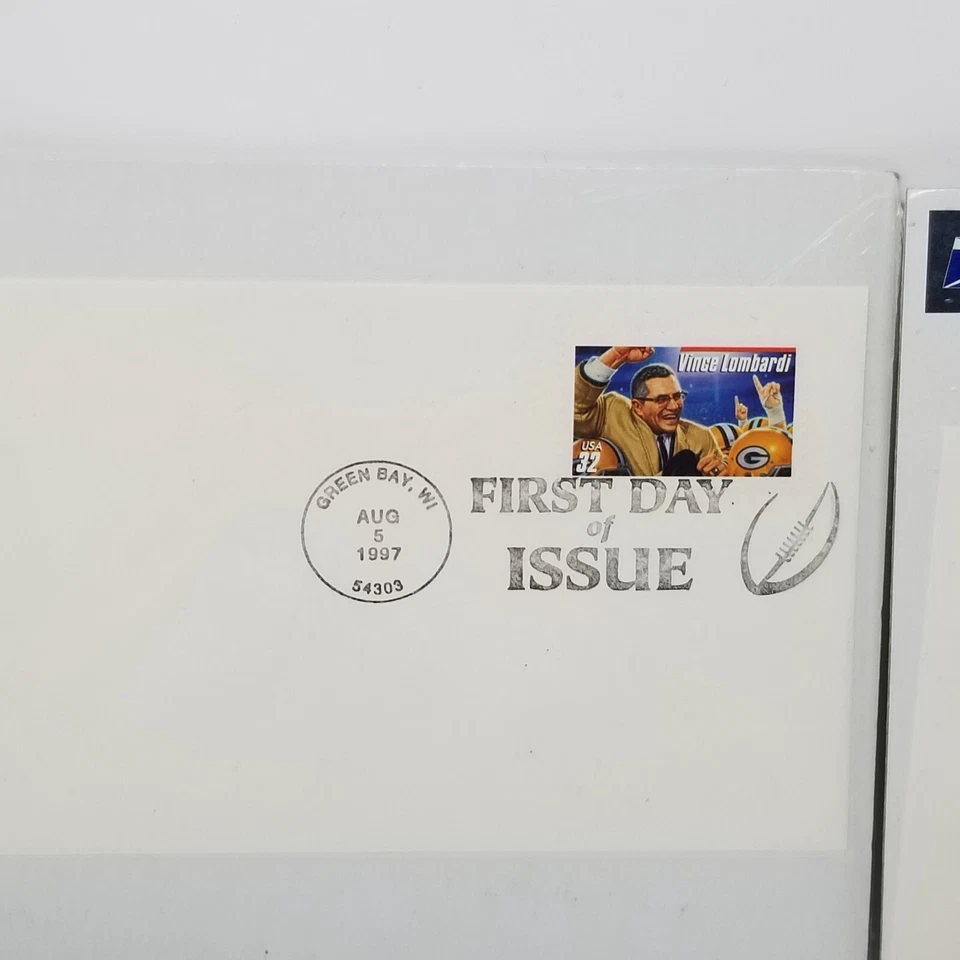 Vince Lombardi
USA
32
G
GREEN BAY, WI
AUG
5
1997
54303
FIRST DAY
of
ISSUE